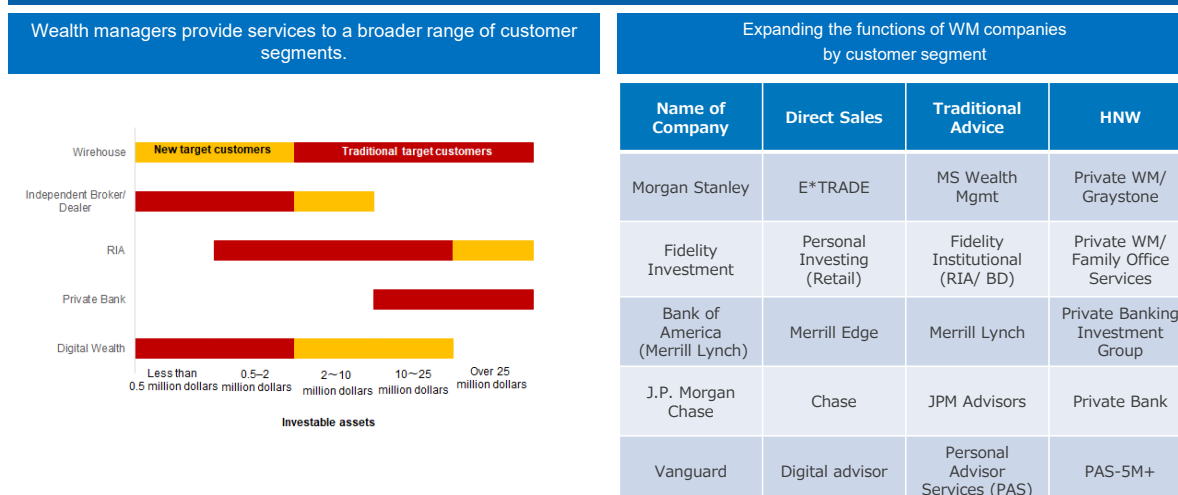 Wealth managers provide services to a broader range of customer
segments.
Wirehouse
New target customers
Traditional target customers
Independent Broker/
Dealer
RIA
Private Bank
Digital Wealth
Less than
0.5 million dollars
0.5–2
million dollars
2～10
million dollars
10～25
million dollars
Over 25
million dollars
Investable assets
Expanding the functions of WM companies
by customer segment
Name of
Company
Direct Sales
Traditional
Advice
HNW
Morgan Stanley
E*TRADE
MS Wealth
Mgmt
Private WM/
Graystone
Fidelity
Investment
Personal
Investing
(Retail)
Fidelity
Institutional
(RIA/ BD)
Private WM/
Family Office
Services
Bank of
America
(Merrill Lynch)
Merrill Edge
Merrill Lynch
Private Banking
Investment
Group
J.P. Morgan
Chase
Chase
JPM Advisors
Private Bank
Vanguard
Digital advisor
Personal
Advisor
Services (PAS)
PAS-5M+